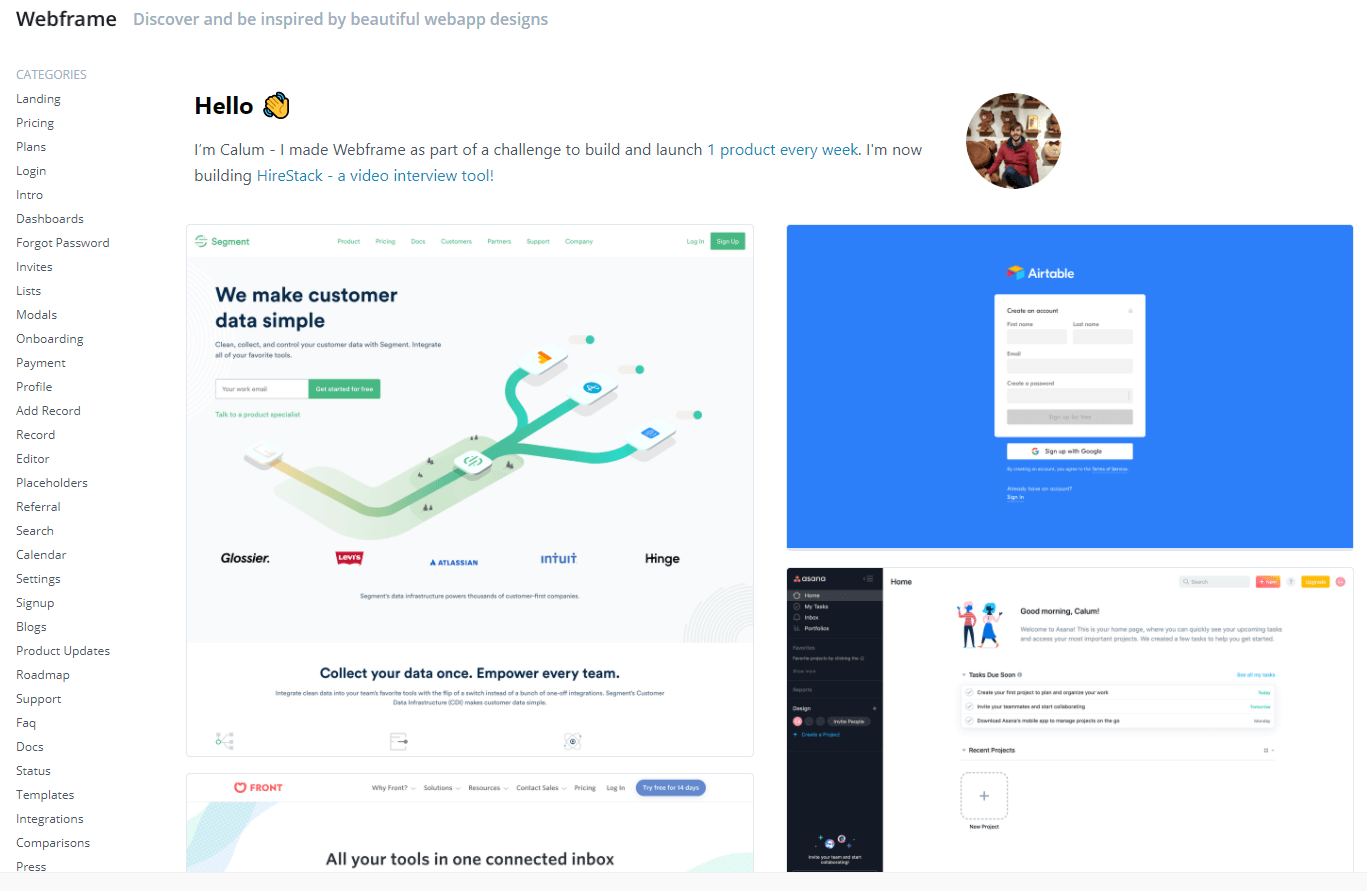 Webframe Discover and be inspired by beautiful webapp designs
CATEGORIES
Landing
Pricing
Plans
Login
Intro
Dashboards
Forgot Password
Invites
Lists
Modals
Onboarding
Payment
Profile
Add Record
Record
Editor
Placeholders
Referral
Search
Calendar
Settings
Signup
Blogs
Product Updates
Roadmap
Support
Faq
Docs
Status
Templates
Integrations
Comparisons
Press
Hello 👋
I'm Calum - I made Webframe as part of a challenge to build and launch 1 product every week. I'm now
building HireStack - a video interview tool!
Segment Product Pricing Docs Customers Partners Support Company Log In Sign Up
We make customer
data simple
Clean, collect, and control your customer data with Segment. Integrate
all of your favorite tools.
Your work email Get started for free
Talk to a product specialist
Glossier. Levi's ATLASSIAN intuit Hinge
Segment's data infrastructure powers thousands of customer-first companies.
Collect your data once. Empower every team.
Integrate clean data into your team's favorite tools with the flip of a switch instead of a bunch of one-off integrations. Segment's Customer
Data Infrastructure (CDI) makes customer data simple.
FRONT Why Front? Solutions Resources Contact Sales Pricing Log In Try free for 14 days
All your tools in one connected inbox
Airtable
Create an account
First name Last name
Email
Create a password
Sign up for free
Sign up with Google
By creating an account, you agree to the Terms of Service.
Already have an account?
Sign in
asana
Home
My Tasks
Inbox
Portfolios
Favorites
Favorite projects by clicking the
Show more
Reports
Design +
Invite People
+ Create a Project
Invite your team and start
collaborating!
Home Search + New ? Upgrade
Good morning, Calum!
Welcome to Asana! This is your home page, where you can quickly see your upcoming tasks
and access your most important projects. We created a few tasks to help you get started.
Tasks Due Soon See all my tasks
Create your first project to plan and organize your work Today
Invite your teammates and start collaborating Tomorrow
Download Asana's mobile app to manage projects on the go Monday
Recent Projects
+
New Project